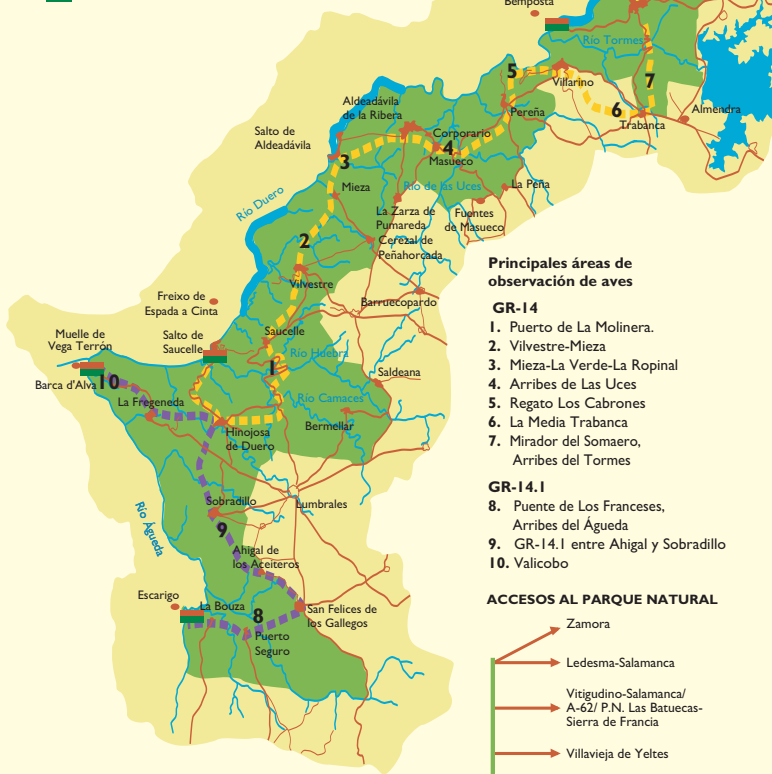 Bemposta
Río Tormes
5
Villarino
7
6
Almendra
Trabanca
Pereña
Aldeadávila
de la Ribera
Salto de
Aldeadávila
Corporario
4
Masueco
3
Mieza
Río de las Uces
La Peña
Río Duero
La Zarza de
Pumareda
Fuentes
de Masueco
Cerezal de
Peñahorcada
2
Vilvestre
Barruecopardo
Freixo de
Espada a Cinta
Saucelle
Muelle de
Vega Terrón
Salto de
Saucelle
Río Huebra
1
Saldeana
Barca d'Alva
10
La Fregeneda
Río Camaces
Bermellar
Hinojosa
de Duero
Sobradillo
Lumbrales
Río Águeda
9
Ahigal de
los Aceiteros
Escarigo
La Bouza
8
San Felices de
los Gallegos
Puerto
Seguro
Principales áreas de
observación de aves
GR-14
1. Puerto de La Molinera.
2. Vilvestre-Mieza
3. Mieza-La Verde-La Ropinal
4. Arribes de Las Uces
5. Regato Los Cabrones
6. La Media Trabanca
7. Mirador del Somaero,
Arribes del Tormes
GR-14.1
8. Puente de Los Franceses,
Arribes del Águeda
9. GR-14.1 entre Ahigal y Sobradillo
10. Valicobo
ACCESOS AL PARQUE NATURAL
Zamora
Ledesma-Salamanca
Vitigudino-Salamanca/
A-62/ P.N. Las Batuecas-
Sierra de Francia
Villavieja de Yeltes